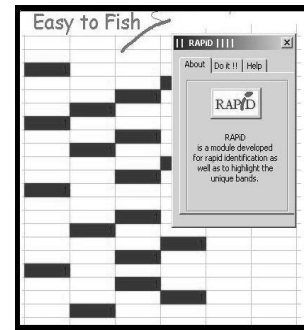 Easy to Fish
|| RAPiD |||| X
About Do it !! Help
RAPiD
RAPiD
is a module developed
for rapid identification as
well as to highlight the
unique bands.